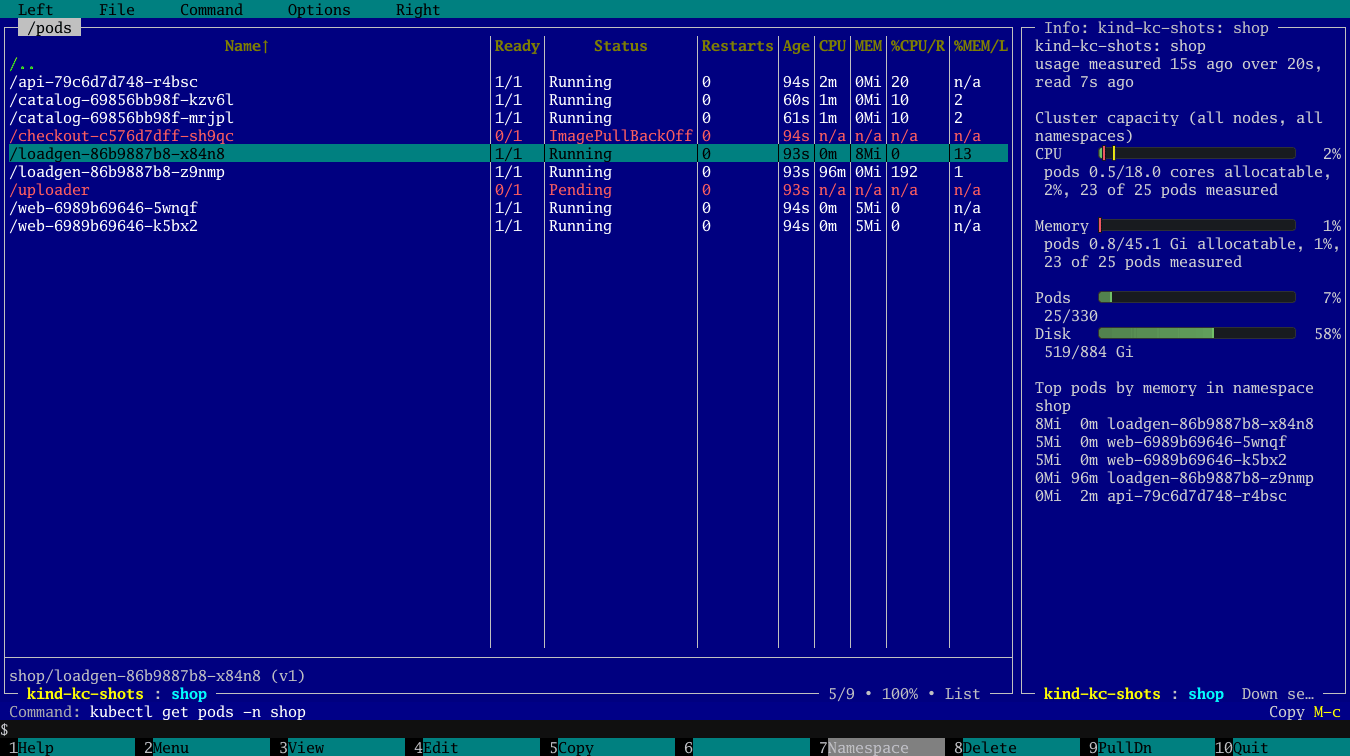 Left File Command Options Right
/pods
Name↑ Ready Status Restarts Age CPU MEM %CPU/R %MEM/L
/..
/api-79c6d7d748-r4bsc 1/1 Running 0 94s 2m 0Mi 20 n/a
/catalog-69856bb98f-kzv6l 1/1 Running 0 60s 1m 0Mi 10 2
/catalog-69856bb98f-mrjpl 1/1 Running 0 61s 1m 0Mi 10 2
/checkout-c576d7dff-sh9qc 0/1 ImagePullBackOff 0 94s n/a n/a n/a n/a
/loadgen-86b9887b8-x84n8 1/1 Running 0 93s 0m 8Mi 0 13
/loadgen-86b9887b8-z9nmp 1/1 Running 0 93s 96m 0Mi 192 1
/uploader 0/1 Pending 0 93s n/a n/a n/a n/a
/web-6989b69646-5wnqf 1/1 Running 0 94s 0m 5Mi 0 n/a
/web-6989b69646-k5bx2 1/1 Running 0 94s 0m 5Mi 0 n/a
shop/loadgen-86b9887b8-x84n8 (v1)
kind-kc-shots : shop 5/9 • 100% • List
Info: kind-kc-shots: shop
kind-kc-shots: shop
usage measured 15s ago over 20s,
read 7s ago
Cluster capacity (all nodes, all
namespaces)
CPU 2%
pods 0.5/18.0 cores allocatable,
2%, 23 of 25 pods measured
Memory 1%
pods 0.8/45.1 Gi allocatable, 1%,
23 of 25 pods measured
Pods 7%
25/330
Disk 58%
519/884 Gi
Top pods by memory in namespace
shop
8Mi 0m loadgen-86b9887b8-x84n8
5Mi 0m web-6989b69646-5wnqf
5Mi 0m web-6989b69646-k5bx2
0Mi 96m loadgen-86b9887b8-z9nmp
0Mi 2m api-79c6d7d748-r4bsc
kind-kc-shots : shop Down se…
Command: kubectl get pods -n shop Copy M-c
$
1Help 2Menu 3View 4Edit 5Copy 6 7Namespace 8Delete 9PullDn 10Quit